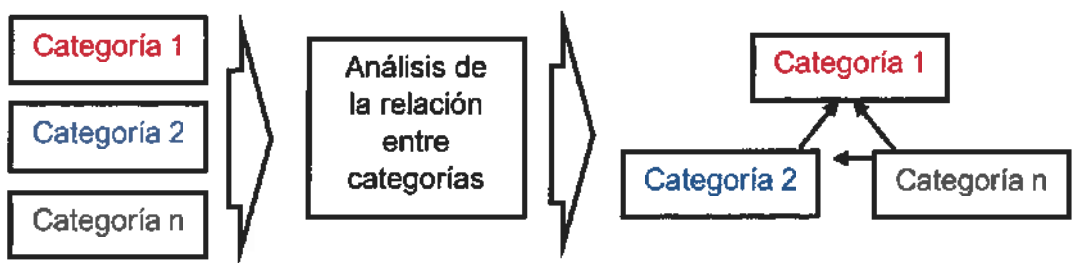 Categoría 1
Categoría 2
Categoría n
Análisis de
la relación
entre
categorías
Categoría 1
Categoría 2
Categoría n